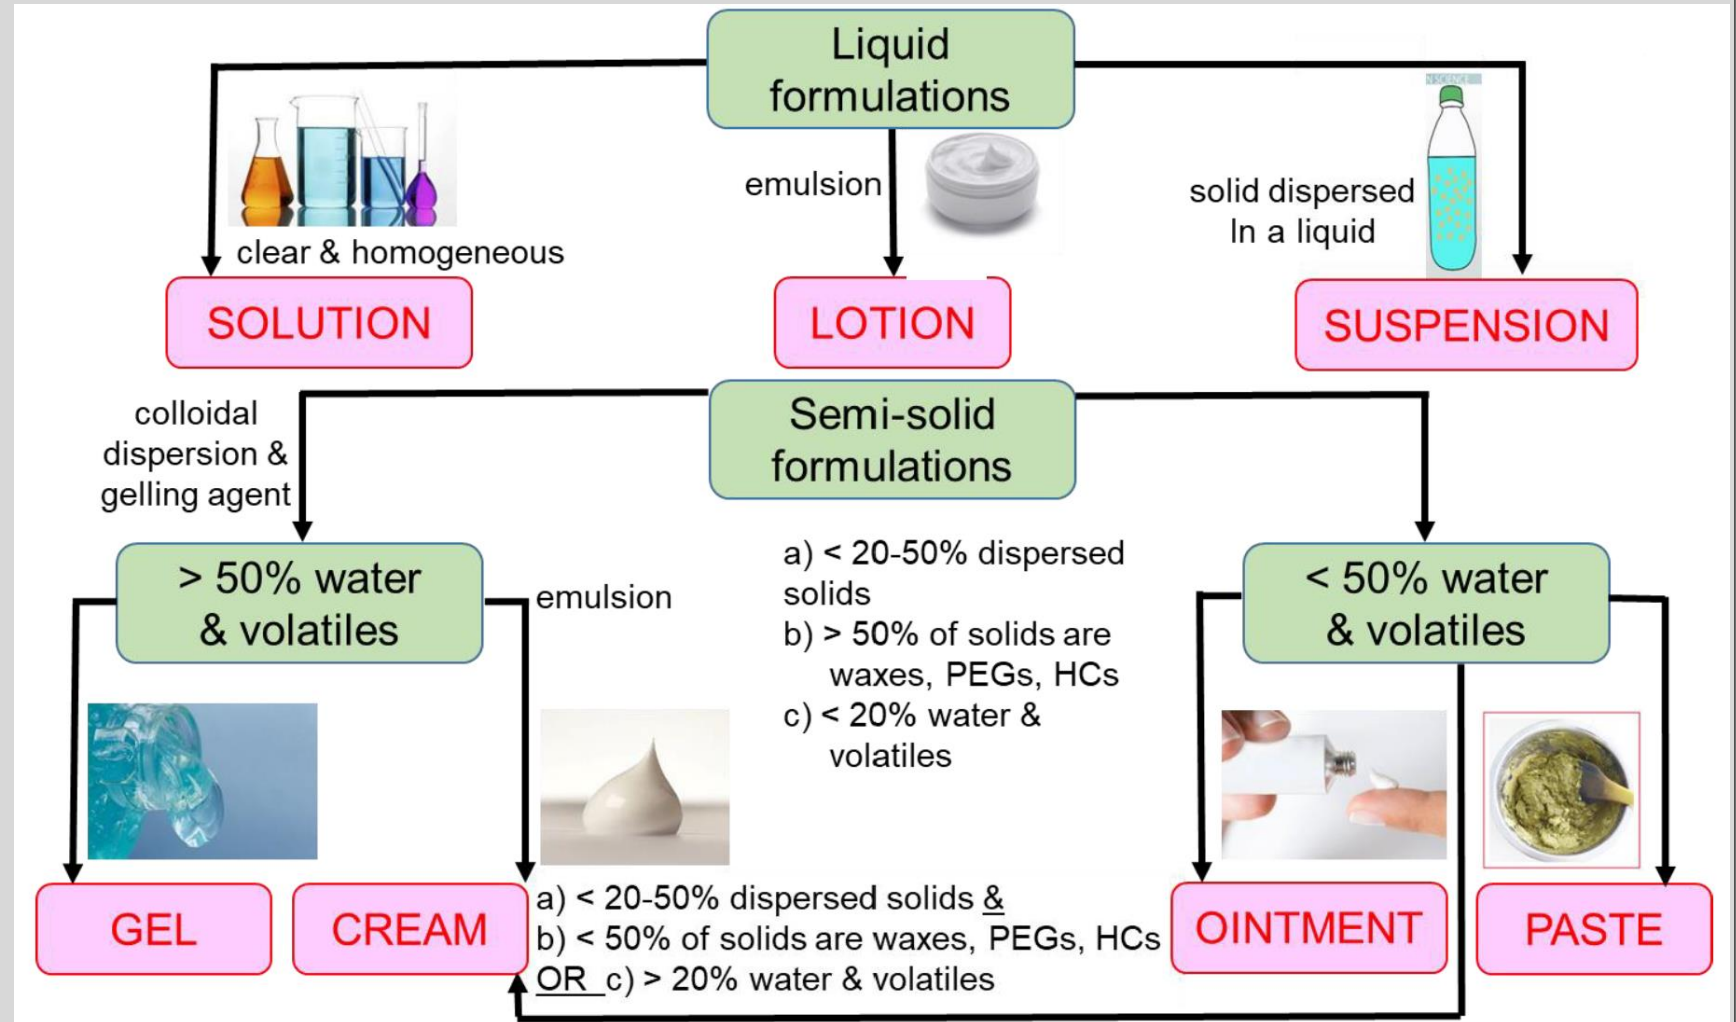 Liquid
formulations
clear & homogeneous
emulsion
solid dispersed
In a liquid
N SCIENCE
SOLUTION
LOTION
SUSPENSION
Semi-solid
formulations
colloidal
dispersion &
gelling agent
> 50% water
& volatiles
emulsion
a) < 20-50% dispersed
solids
b) > 50% of solids are
waxes, PEGs, HCs
c) < 20% water &
volatiles
< 50% water
& volatiles
GEL
CREAM
a) < 20-50% dispersed solids &
b) < 50% of solids are waxes, PEGs, HCs
OR c) > 20% water & volatiles
OINTMENT
PASTE